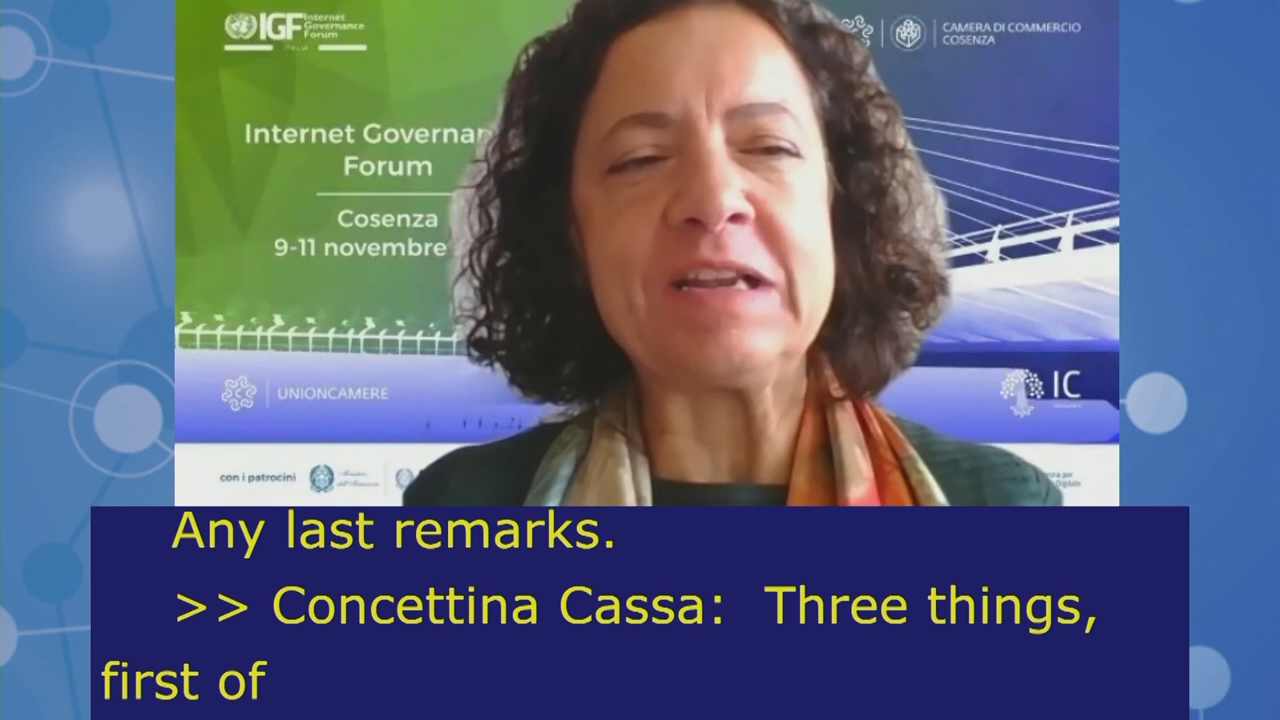 IGF Internet Governance Forum
CAMERA DI COMMERCIO
COSENZA
Internet Governan
Forum
Cosenza
9-11 novembre
UNIONCAMERE
IC
con i patrocini
Any last remarks.
>> Concettina Cassa: Three things,
first of